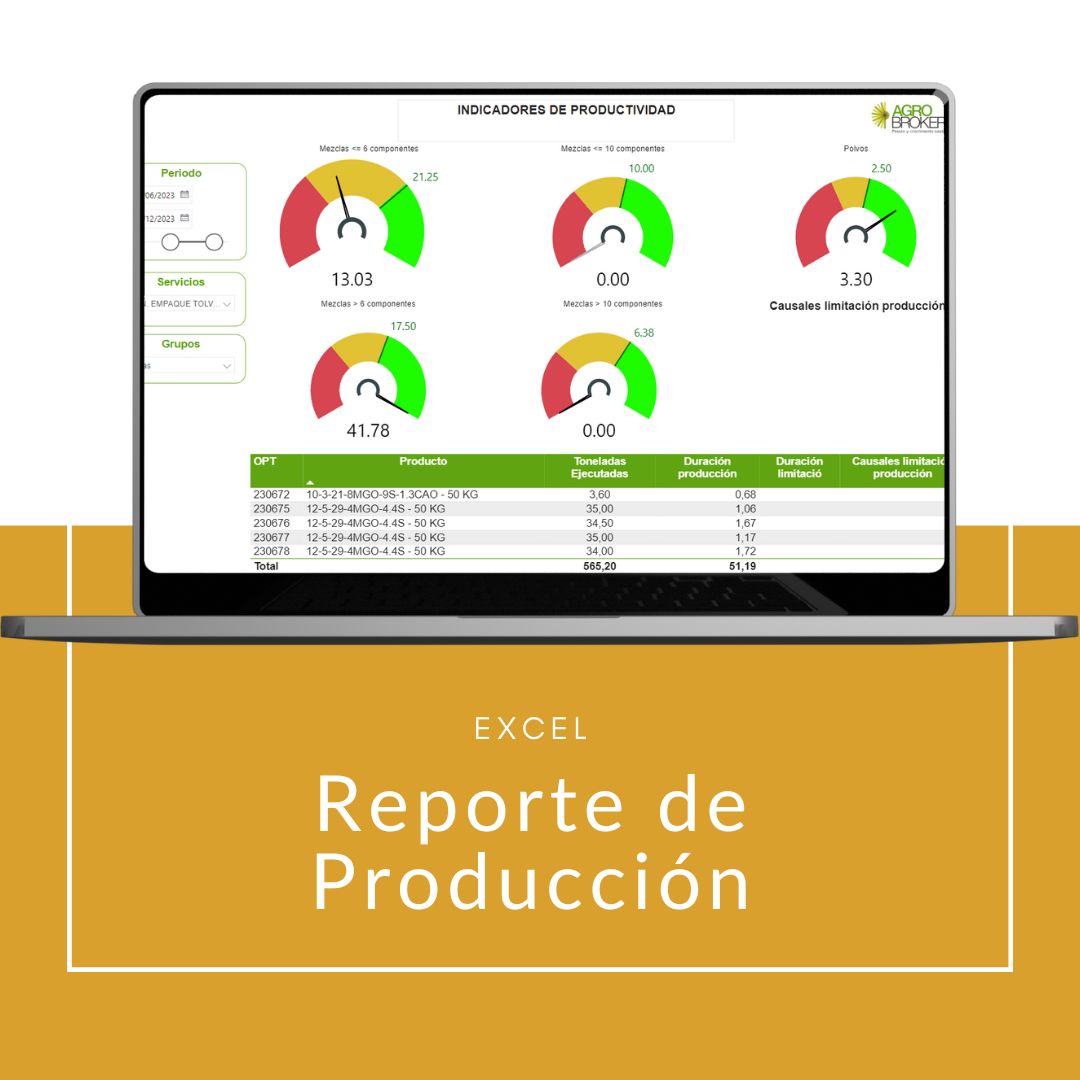 INDICADORES DE PRODUCTIVIDAD
AGRO
BROKER
Mezclas <= 6 componentes
Mezclas <= 10 componentes
Polvos
Periodo
06/2023
12/2023
21.25
10.00
2.50
13.03
0.00
3.30
Servicios
EMPAQUE TOLV...
Mezclas > 6 componentes
Mezclas > 10 componentes
Causales limitación producción
Grupos
17.50
6.38
41.78
0.00
OPT Producto Toneladas Ejecutadas Duración producción Duración limitació Causales limitació producción
230672 10-3-21-8MGO-9S-1.3CAO - 50 KG 3,60 0,68
230675 12-5-29-4MGO-4.4S - 50 KG 35,00 1,06
230676 12-5-29-4MGO-4.4S - 50 KG 34,50 1,67
230677 12-5-29-4MGO-4.4S - 50 KG 35,00 1,17
230678 12-5-29-4MGO-4.4S - 50 KG 34,00 1,72
Total 565,20 51,19
EXCEL
Reporte de
Producción